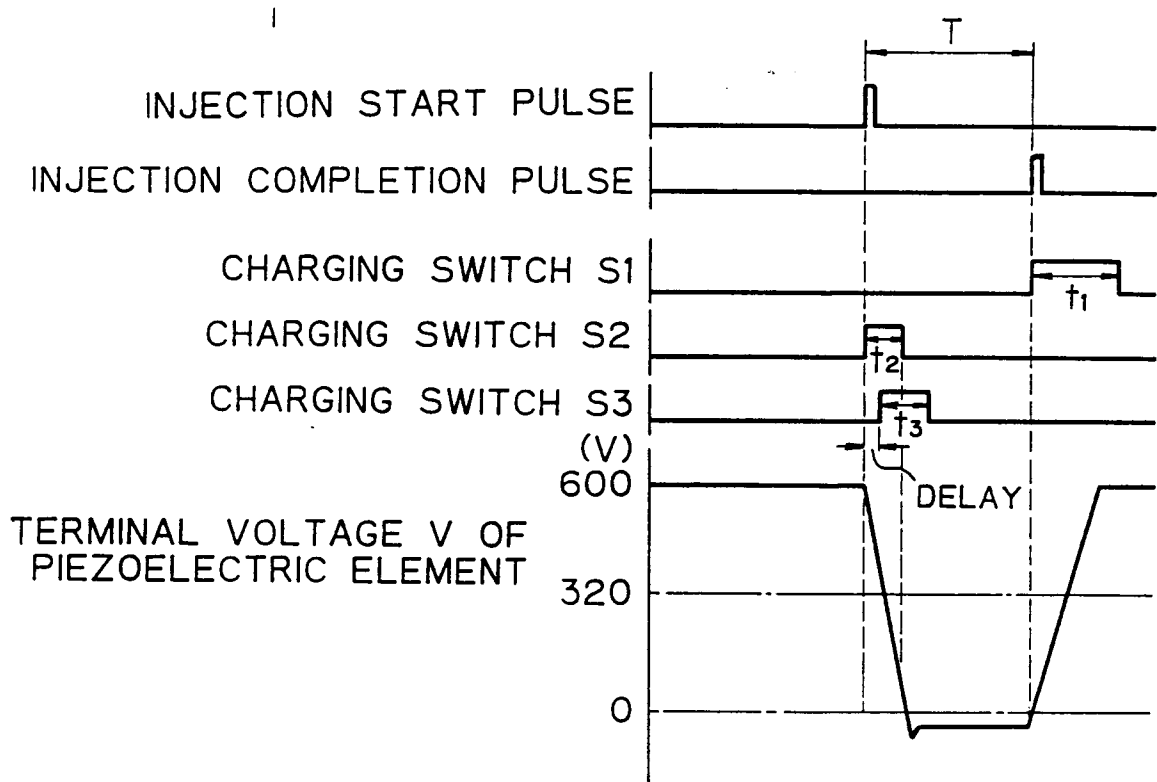 T
INJECTION START PULSE
INJECTION COMPLETION PULSE
CHARGING SWITCH S1
t1
CHARGING SWITCH S2
t2
CHARGING SWITCH S3
t3
(V)
600
DELAY
TERMINAL VOLTAGE V OF
PIEZOELECTRIC ELEMENT
320
0